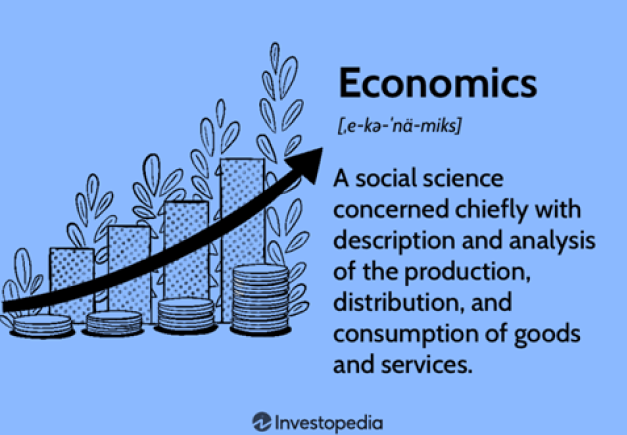 Economics
[ˌe-kə-ˈnä-miks]
A social science
concerned chiefly with
description and analysis
of the production,
distribution, and
consumption of goods
and services.
Investopedia